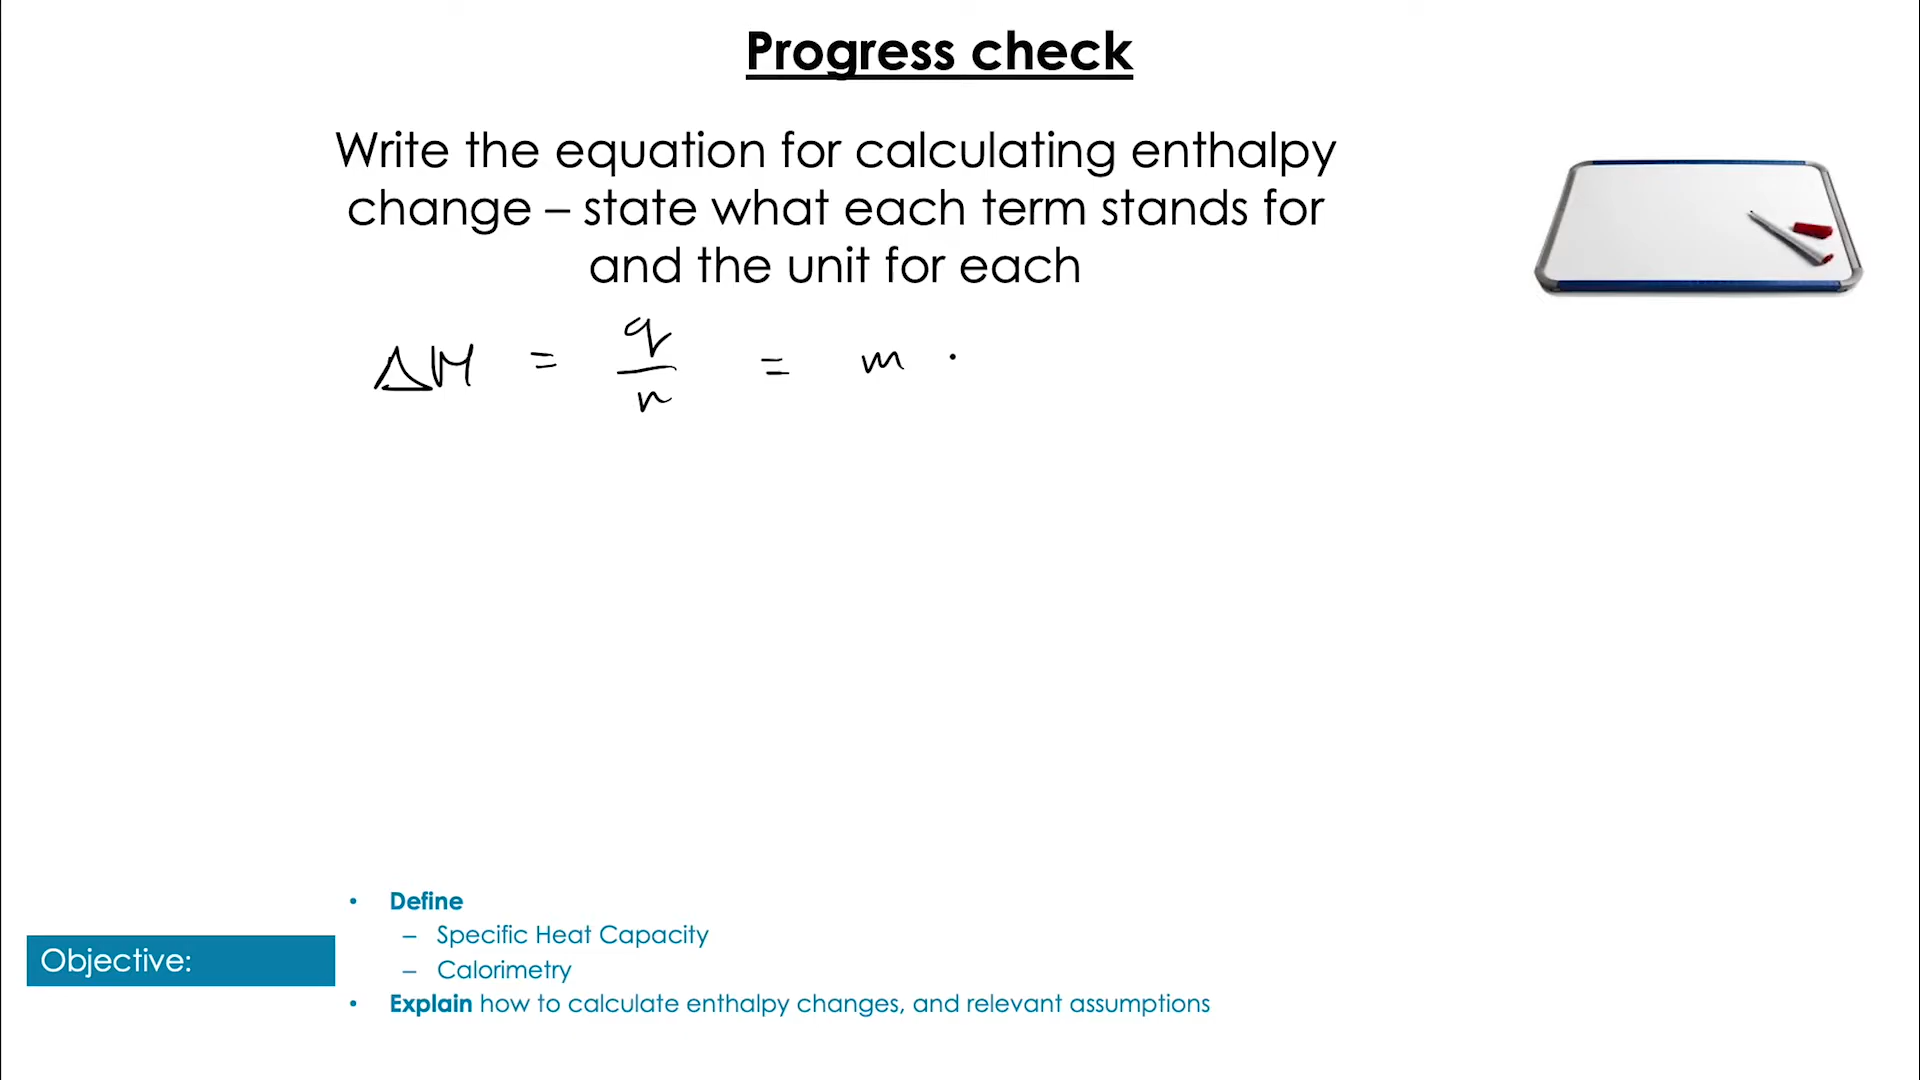 Progress check
Write the equation for calculating enthalpy
change – state what each term stands for
and the unit for each
ΔH = q/n = m ·
• Define
– Specific Heat Capacity
– Calorimetry
Objective:
• Explain how to calculate enthalpy changes, and relevant assumptions